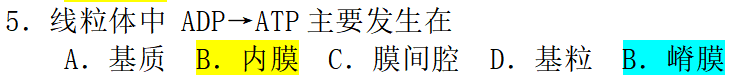 5. 线粒体中 ADP→ATP 主要发生在
A. 基质 B. 内膜 C. 膜间腔 D. 基粒 B. 嵴膜